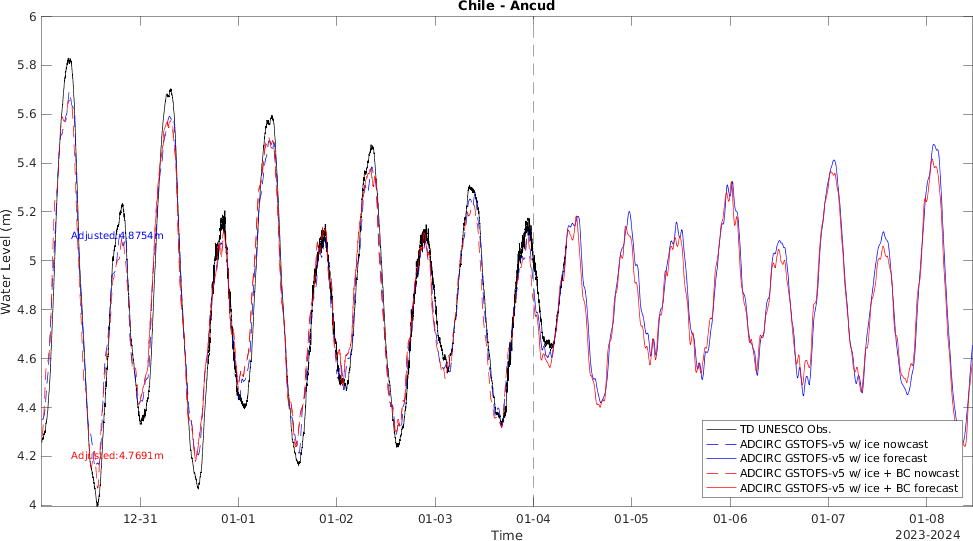 Chile - Ancud
Water Level (m)
6
5.8
5.6
5.4
5.2
5
4.8
4.6
4.4
4.2
4
Adjusted:4.8754m
Adjusted:4.7691m
TD UNESCO Obs.
ADCIRC GSTOFS-v5 w/ ice nowcast
ADCIRC GSTOFS-v5 w/ ice forecast
ADCIRC GSTOFS-v5 w/ ice + BC nowcast
ADCIRC GSTOFS-v5 w/ ice + BC forecast
12-31 01-01 01-02 01-03 01-04 01-05 01-06 01-07 01-08
Time
2023-2024